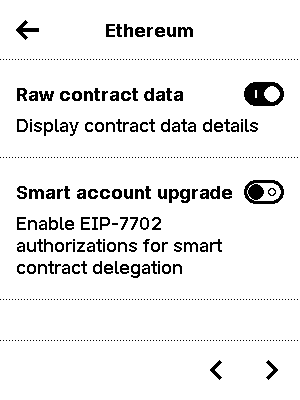 Ethereum
Raw contract data
Display contract data details
Smart account upgrade
Enable EIP-7702
authorizations for smart
contract delegation